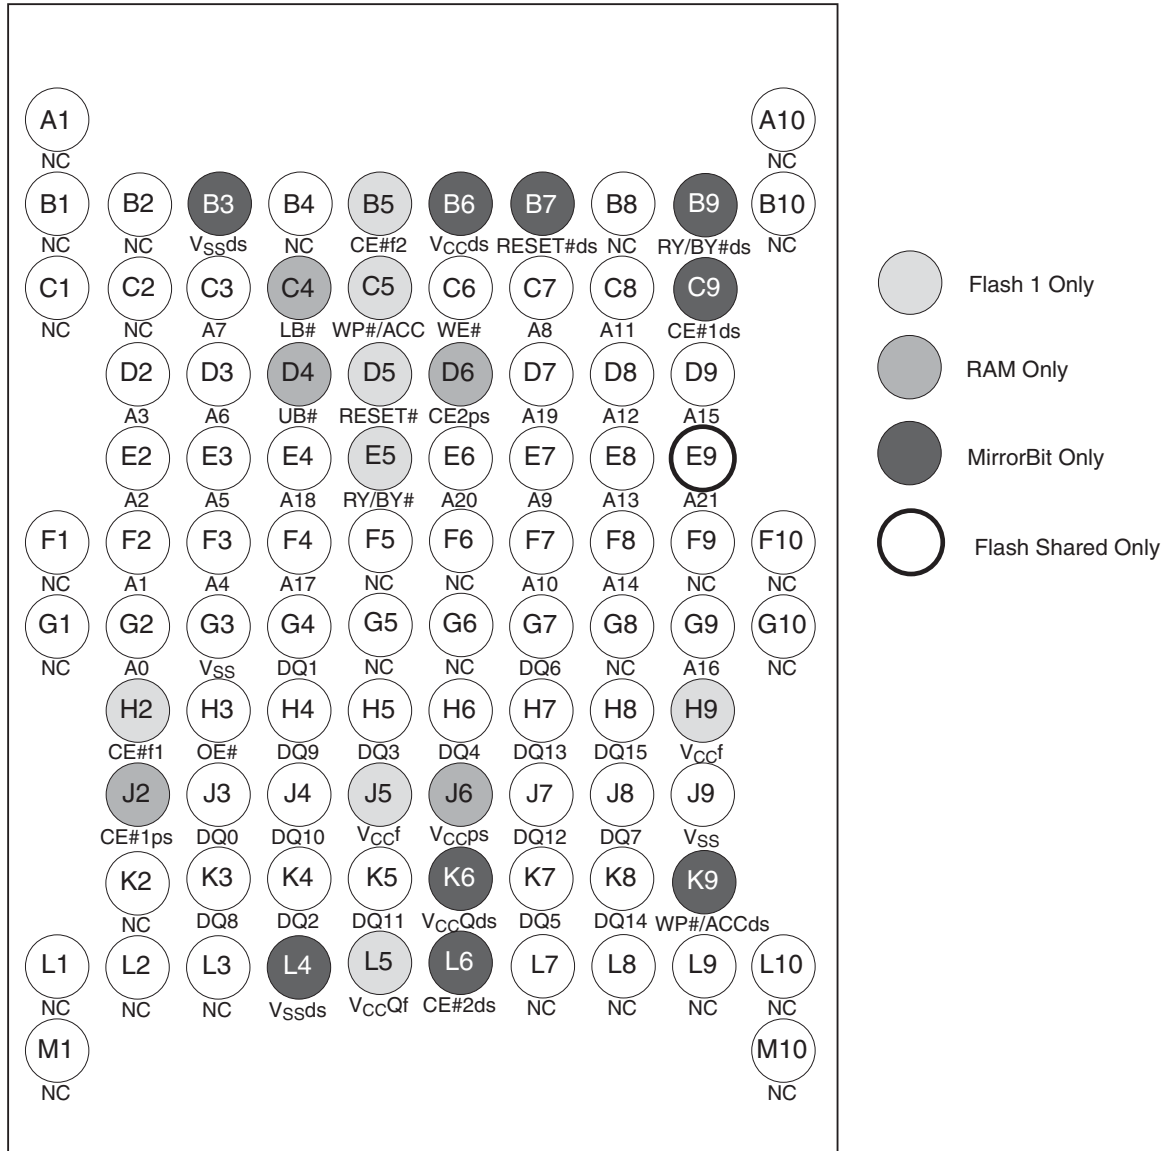 A1 A10
NC NC
B1 B2 B3 B4 B5 B6 B7 B8 B9 B10
NC NC VSSds NC CE#f2 VCCds RESET#ds NC RY/BY#ds NC
C1 C2 C3 C4 C5 C6 C7 C8 C9
NC NC A7 LB# WP#/ACC WE# A8 A11 CE#1ds
D2 D3 D4 D5 D6 D7 D8 D9
A3 A6 UB# RESET# CE2ps A19 A12 A15
E2 E3 E4 E5 E6 E7 E8 E9
A2 A5 A18 RY/BY# A20 A9 A13 A21
F1 F2 F3 F4 F5 F6 F7 F8 F9 F10
NC A1 A4 A17 NC NC A10 A14 NC NC
G1 G2 G3 G4 G5 G6 G7 G8 G9 G10
NC A0 VSS DQ1 NC NC DQ6 NC A16 NC
H2 H3 H4 H5 H6 H7 H8 H9
CE#f1 OE# DQ9 DQ3 DQ4 DQ13 DQ15 VCCf
J2 J3 J4 J5 J6 J7 J8 J9
CE#1ps DQ0 DQ10 VCCf VCCps DQ12 DQ7 VSS
K2 K3 K4 K5 K6 K7 K8 K9
NC DQ8 DQ2 DQ11 VCCQds DQ5 DQ14 WP#/ACCds
L1 L2 L3 L4 L5 L6 L7 L8 L9 L10
NC NC NC VSSds VCCQf CE#2ds NC NC NC NC
M1 M10
NC NC
Flash 1 Only
RAM Only
MirrorBit Only
Flash Shared Only